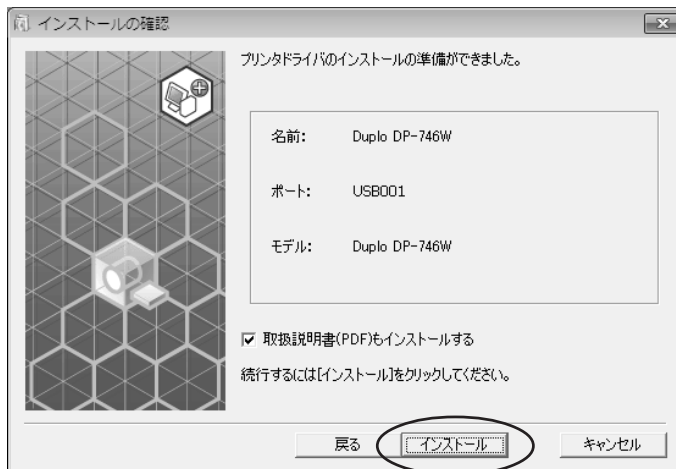 インストールの確認
プリンタドライバのインストールの準備ができました。
名前: Duplo DP-746W
ポート: USB001
モデル: Duplo DP-746W
取扱説明書(PDF)もインストールする
続行するには[インストール]をクリックしてください。
戻る インストール キャンセル